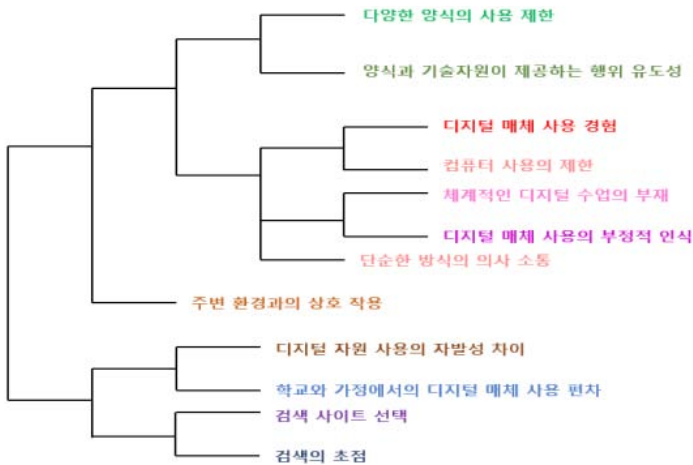 다양한 양식의 사용 제한
양식과 기술자원이 제공하는 행위 유도성
디지털 매체 사용 경험
컴퓨터 사용의 제한
체계적인 디지털 수업의 부재
디지털 매체 사용의 부정적 인식
단순한 방식의 의사 소통
주변 환경과의 상호 작용
디지털 자원 사용의 자발성 차이
학교와 가정에서의 디지털 매체 사용 편차
검색 사이트 선택
검색의 초점